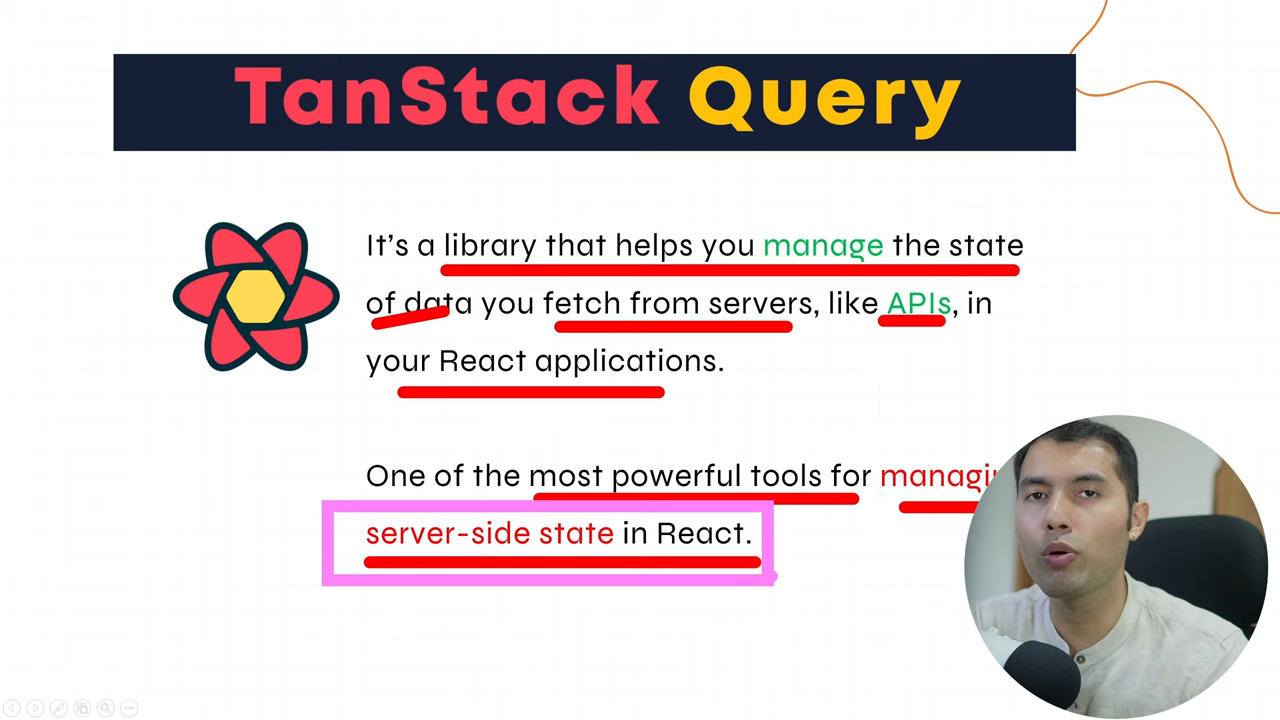 TanStack Query
It's a library that helps you manage the state
of data you fetch from servers, like APIs, in
your React applications.
One of the most powerful tools for
server-side state in React.